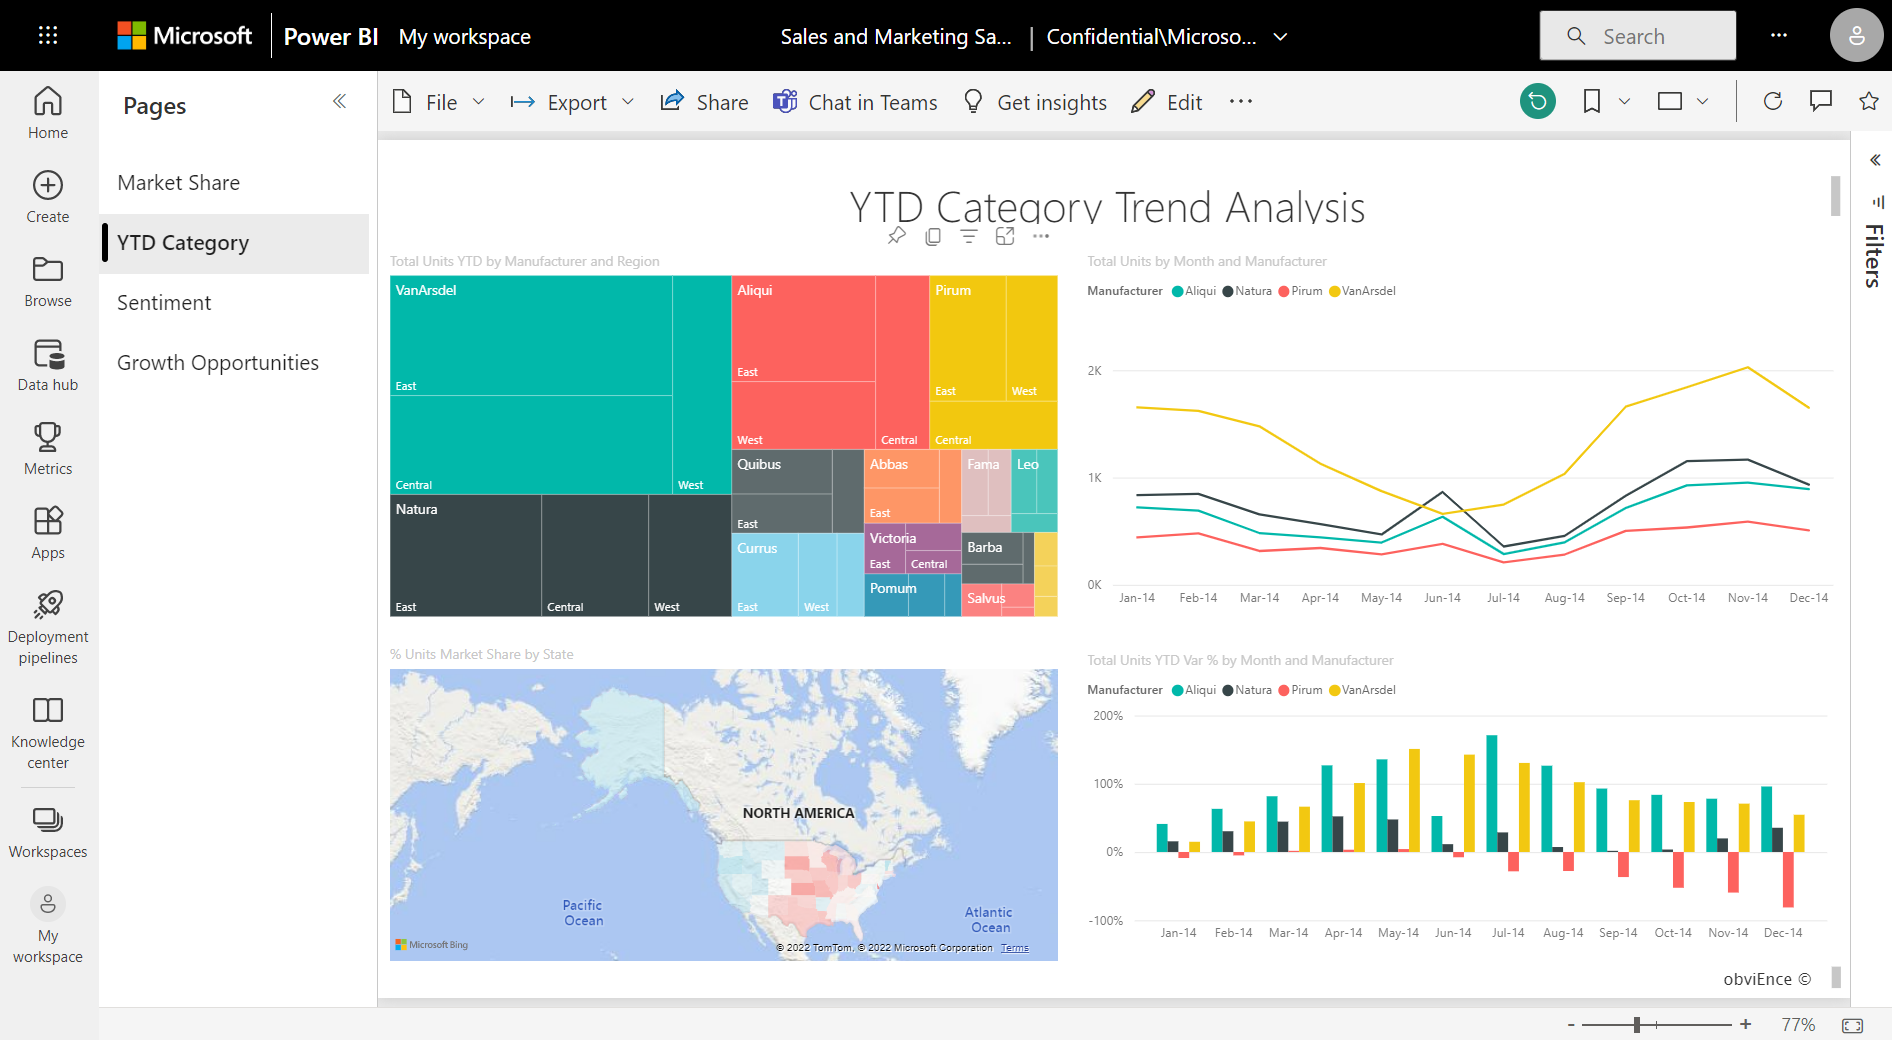 Microsoft
Power BI
My workspace
Sales and Marketing Sa...
|
Confidential\Microso...
Search
Home
Create
Browse
Data hub
Metrics
Apps
Deployment
pipelines
Knowledge
center
Workspaces
My
workspace
Pages
Market Share
YTD Category
Sentiment
Growth Opportunities
File
Export
Share
Chat in Teams
Get insights
Edit
YTD Category Trend Analysis
Total Units YTD by Manufacturer and Region
VanArsdel
East
Central
West
Natura
East
Central
West
Aliqui
East
West
Central
Pirum
East
West
Central
Quibus
East
Currus
East
West
Abbas
East
Victoria
East
Central
Pomum
Fama
Leo
Barba
Salvus
Total Units by Month and Manufacturer
Manufacturer Aliqui Natura Pirum VanArsdel
2K
1K
0K
Jan-14 Feb-14 Mar-14 Apr-14 May-14 Jun-14 Jul-14 Aug-14 Sep-14 Oct-14 Nov-14 Dec-14
% Units Market Share by State
NORTH AMERICA
Pacific
Ocean
Atlantic
Ocean
Microsoft Bing
© 2022 TomTom, © 2022 Microsoft Corporation Terms
Total Units YTD Var % by Month and Manufacturer
Manufacturer Aliqui Natura Pirum VanArsdel
200%
100%
0%
-100%
Jan-14 Feb-14 Mar-14 Apr-14 May-14 Jun-14 Jul-14 Aug-14 Sep-14 Oct-14 Nov-14 Dec-14
obviEnce ©
Filters
- + 77%